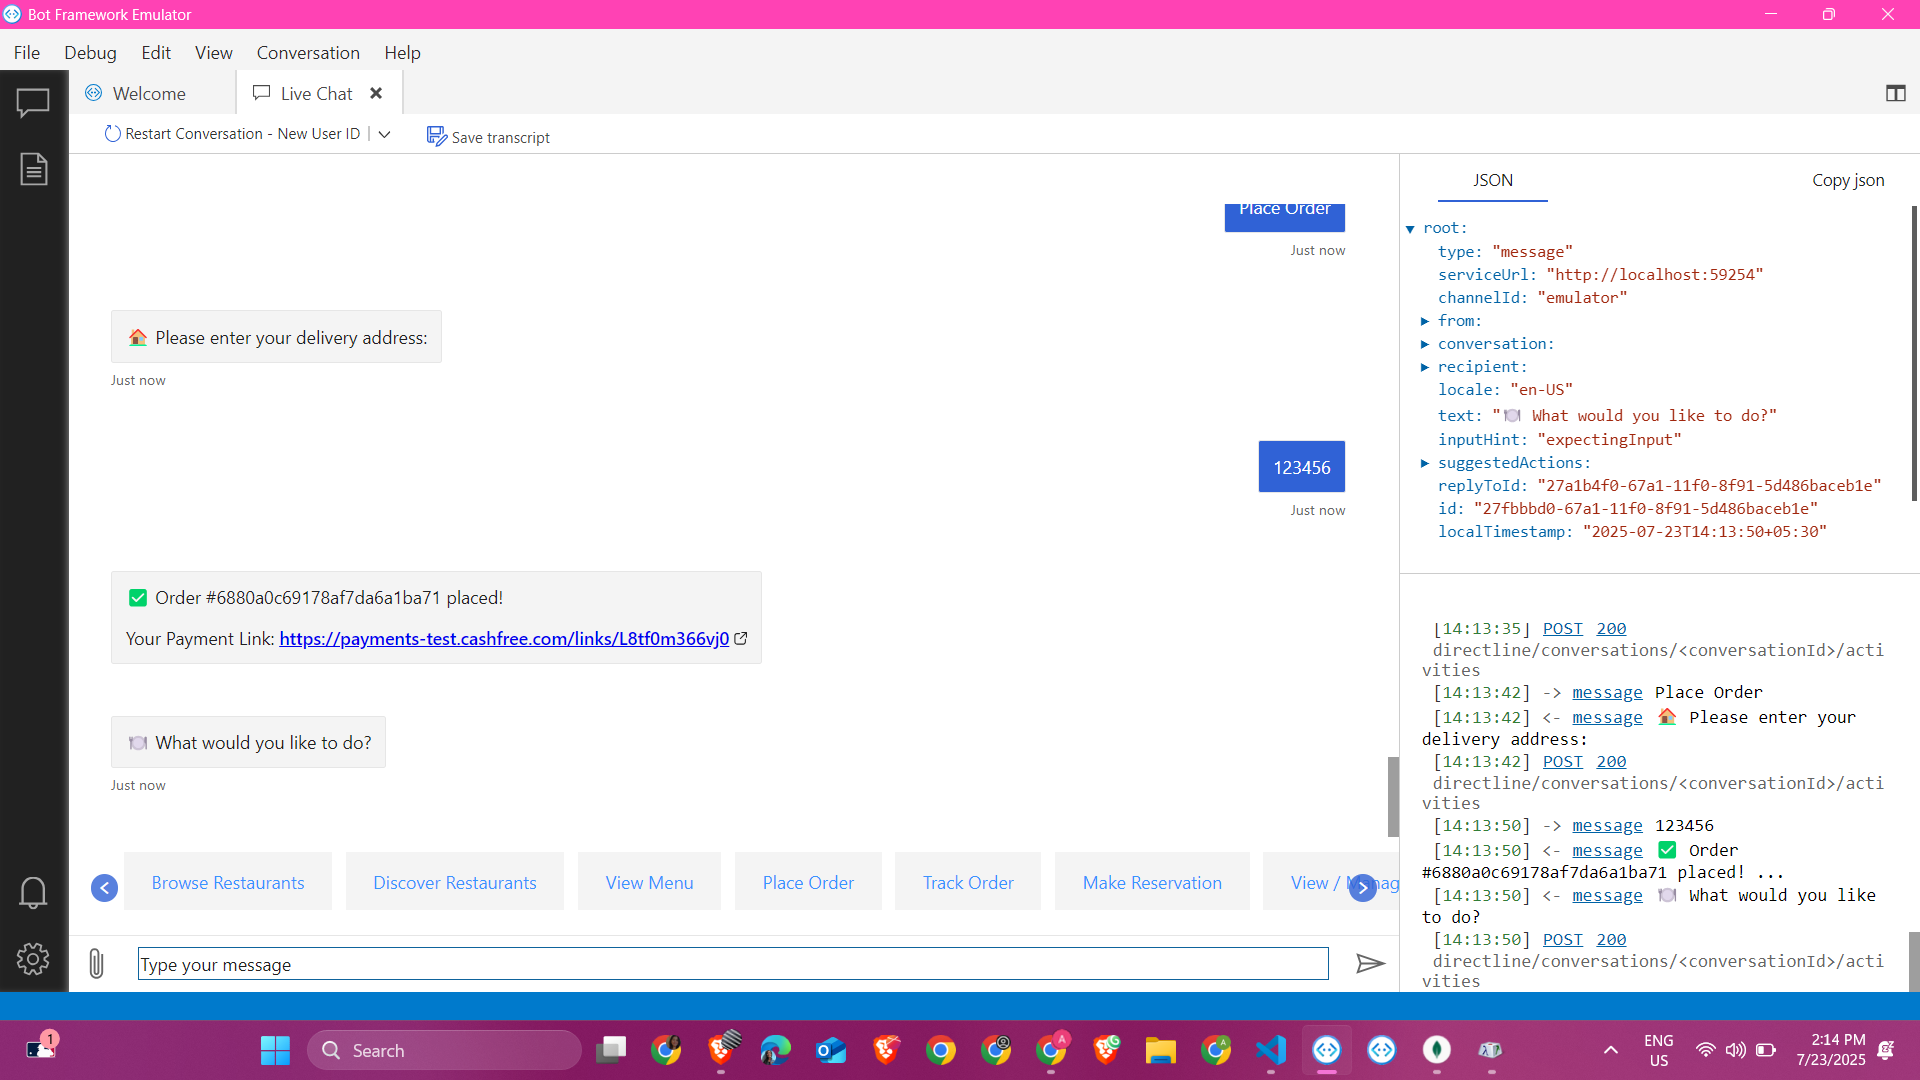 Bot Framework Emulator
File Debug Edit View Conversation Help
Welcome
Live Chat
Restart Conversation - New User ID
Save transcript
Place Order
Just now
🏠 Please enter your delivery address:
Just now
123456
Just now
✅ Order #6880a0c69178af7da6a1ba71 placed!
Your Payment Link: https://payments-test.cashfree.com/links/L8tf0m366vj0
🍽️ What would you like to do?
Just now
Browse Restaurants
Discover Restaurants
View Menu
Place Order
Track Order
Make Reservation
View / Manag
Type your message
JSON
Copy json
root:
type: "message"
serviceUrl: "http://localhost:59254"
channelId: "emulator"
from:
conversation:
recipient:
locale: "en-US"
text: "🍽️ What would you like to do?"
inputHint: "expectingInput"
suggestedActions:
replyToId: "27a1b4f0-67a1-11f0-8f91-5d486baceb1e"
id: "27fbbbd0-67a1-11f0-8f91-5d486baceb1e"
localTimestamp: "2025-07-23T14:13:50+05:30"
[14:13:35] POST 200
directline/conversations/<conversationId>/acti
vities
[14:13:42] -> message Place Order
[14:13:42] <- message 🏠 Please enter your
delivery address:
[14:13:42] POST 200
directline/conversations/<conversationId>/acti
vities
[14:13:50] -> message 123456
[14:13:50] <- message ✅ Order
#6880a0c69178af7da6a1ba71 placed! ...
[14:13:50] <- message 🍽️ What would you like
to do?
[14:13:50] POST 200
directline/conversations/<conversationId>/acti
vities
1
Search
ENG
US
2:14 PM
7/23/2025